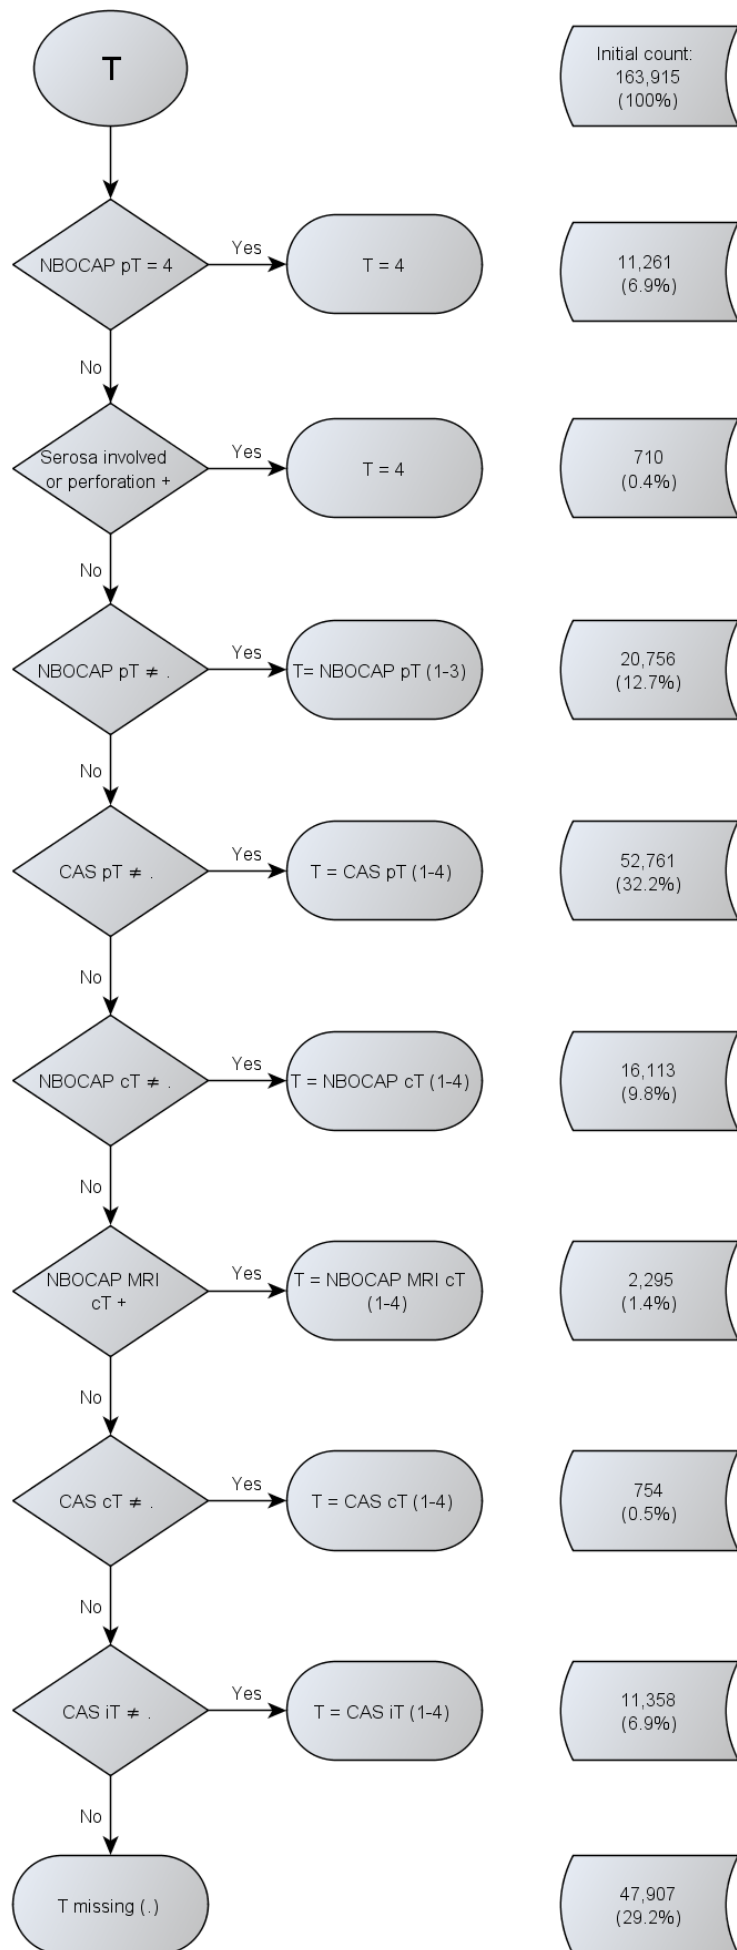 T
Initial count:
163,915
(100%)
NBOCAP pT = 4
Yes
T = 4
11,261
(6.9%)
No
Serosa involved
or perforation +
Yes
T = 4
710
(0.4%)
No
NBOCAP pT ≠ .
Yes
T= NBOCAP pT (1-3)
20,756
(12.7%)
No
CAS pT ≠ .
Yes
T = CAS pT (1-4)
52,761
(32.2%)
No
NBOCAP cT ≠ .
Yes
T = NBOCAP cT (1-4)
16,113
(9.8%)
No
NBOCAP MRI
cT +
Yes
T = NBOCAP MRI cT
(1-4)
2,295
(1.4%)
No
CAS cT ≠ .
Yes
T = CAS cT (1-4)
754
(0.5%)
No
CAS iT ≠ .
Yes
T = CAS iT (1-4)
11,358
(6.9%)
No
T missing (.)
47,907
(29.2%)